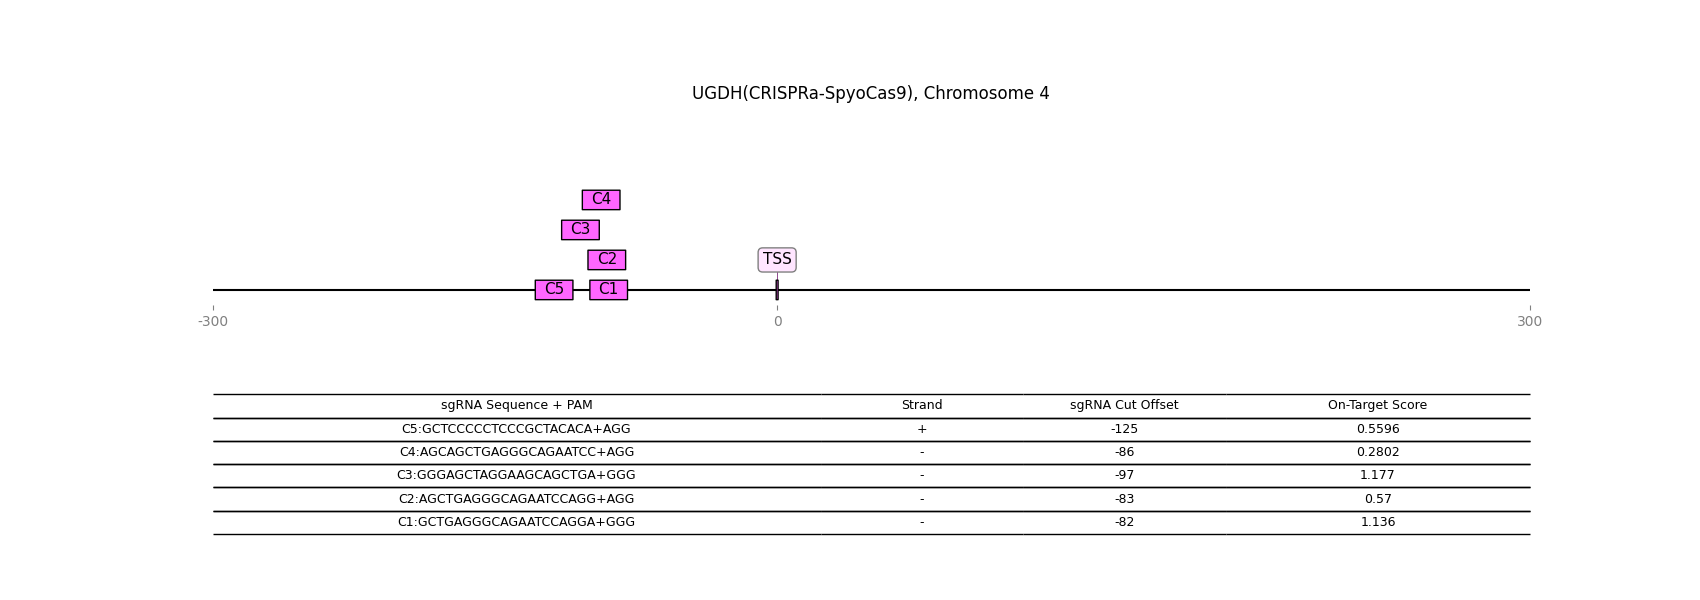 UGDH(CRISPRa-SpyoCas9), Chromosome 4
C4
C3
C2
TSS
C5 C1
-300 0 300
sgRNA Sequence + PAM Strand sgRNA Cut Offset On-Target Score
C5:GCTCCCCCTCCCGCTACACA+AGG + -125 0.5596
C4:AGCAGCTGAGGGCAGAATCC+AGG - -86 0.2802
C3:GGGAGCTAGGAAGCAGCTGA+GGG - -97 1.177
C2:AGCTGAGGGCAGAATCCAGG+AGG - -83 0.57
C1:GCTGAGGGCAGAATCCAGGA+GGG - -82 1.136